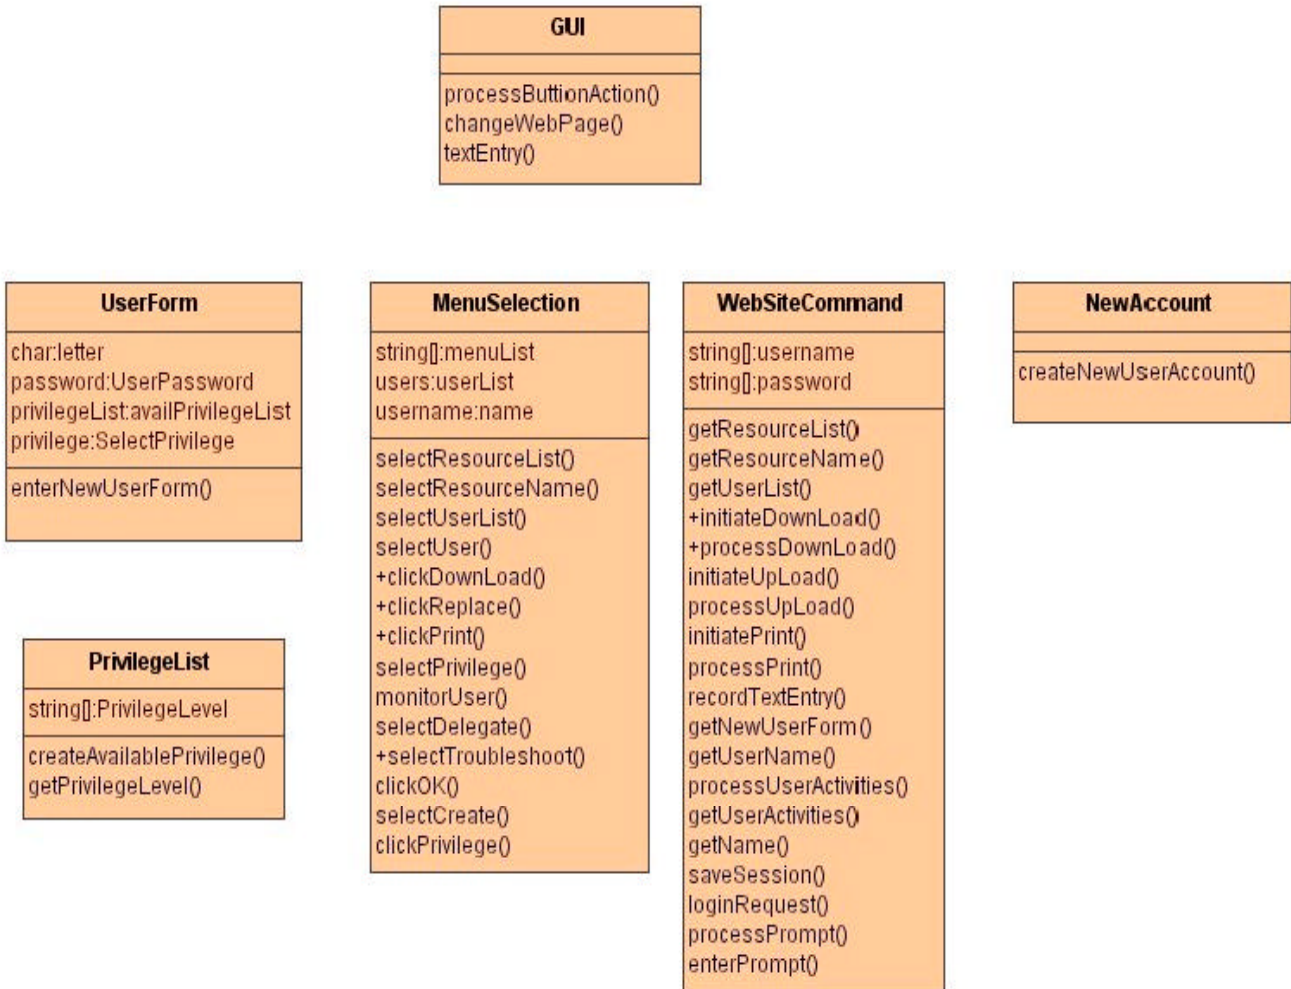 GUI
processButtionAction()
changeWebPage()
textEntry()
UserForm
char:letter
password:UserPassword
privilegeList:availPrivilegeList
privilege:SelectPrivilege
enterNewUserForm()
MenuSelection
string[]:menuList
users:userList
username:name
selectResourceList()
selectResourceName()
selectUserList()
selectUser()
+clickDownLoad()
+clickReplace()
+clickPrint()
selectPrivilege()
monitorUser()
selectDelegate()
+selectTroubleshoot()
clickOK()
selectCreate()
clickPrivilege()
WebSiteCommand
string[]:username
string[]:password
getResourceList()
getResourceName()
getUserList()
+initiateDownLoad()
+processDownLoad()
initiateUpLoad()
processUpLoad()
initiatePrint()
processPrint()
recordTextEntry()
getNewUserForm()
getUserName()
processUserActivities()
getUserActivities()
getName()
saveSession()
loginRequest()
processPrompt()
enterPrompt()
NewAccount
createNewUserAccount()
PrivilegeList
string[]:PrivilegeLevel
createAvailablePrivilege()
getPrivilegeLevel()